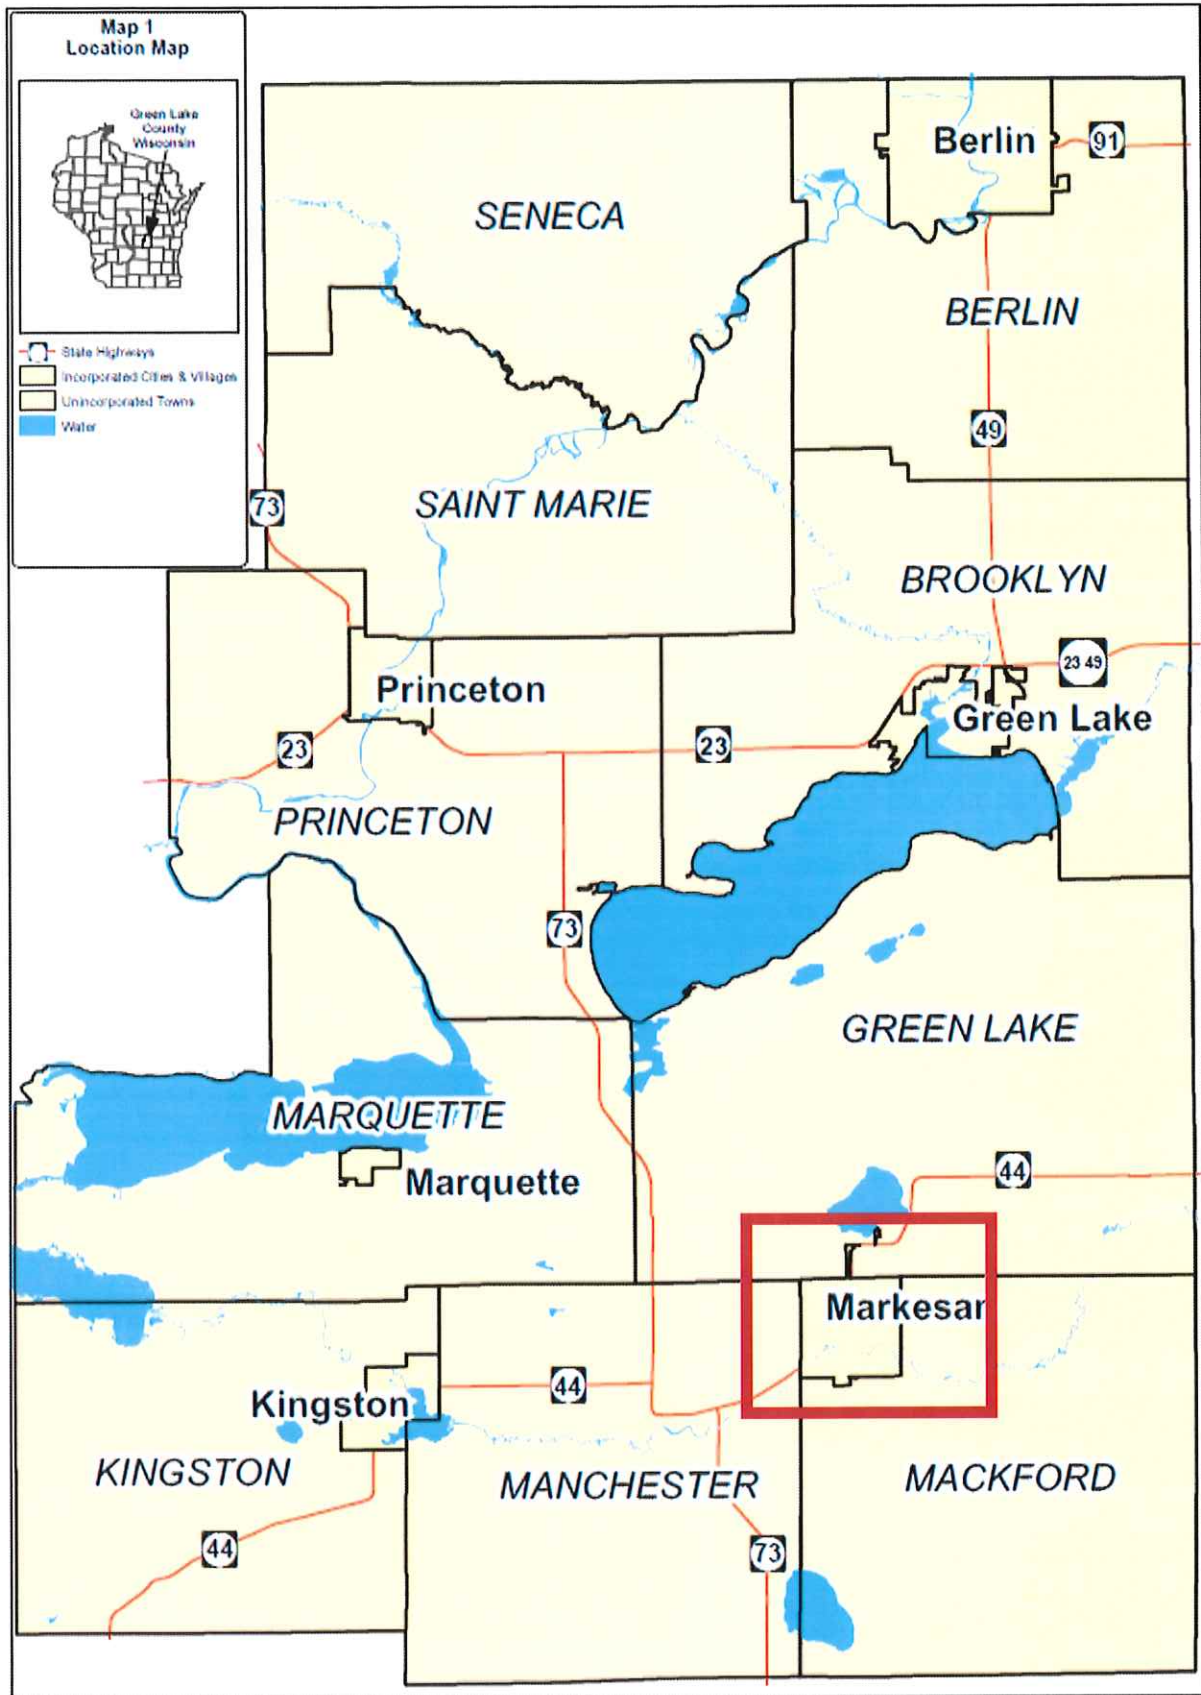 Map 1
Location Map
Green Lake
County
Wisconsin
State Highways
Incorporated Cities & Villages
Unincorporated Towns
Water
Berlin
91
SENECA
BERLIN
49
SAINT MARIE
73
BROOKLYN
23 49
Princeton
Green Lake
23
23
PRINCETON
73
GREEN LAKE
MARQUETTE
44
Marquette
Markesan
44
Kingston
KINGSTON
MANCHESTER
MACKFORD
44
73